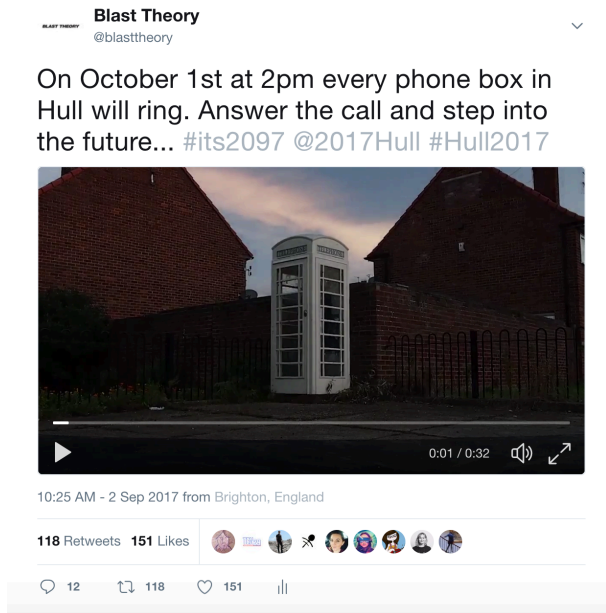 BLAST THEORY
Blast Theory
@blasttheory
On October 1st at 2pm every phone box in
Hull will ring. Answer the call and step into
the future... #its2097 @2017Hull #Hull2017
0:01 / 0:32
10:25 AM - 2 Sep 2017 from Brighton, England
118 Retweets 151 Likes
12 118 151